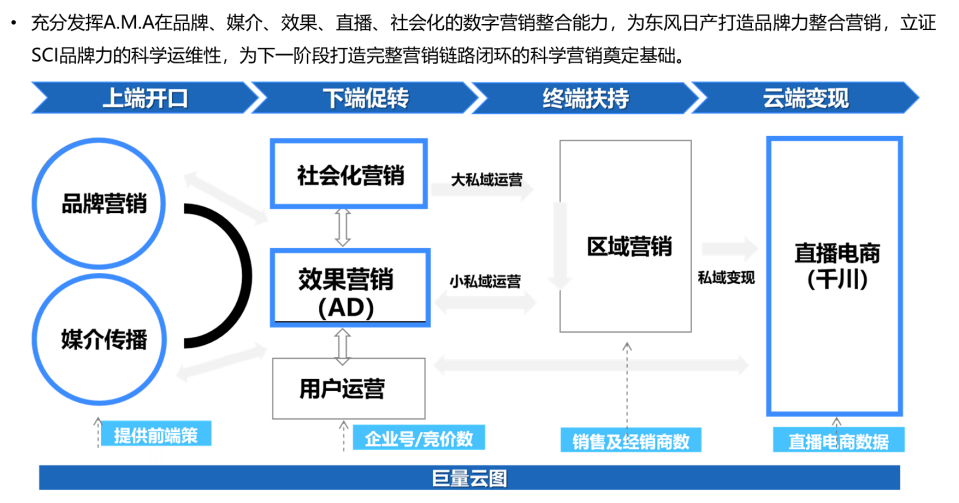 • 充分发挥A.M.A在品牌、媒介、效果、直播、社会化的数字营销整合能力，为东风日产打造品牌力整合营销，立证
SCI品牌力的科学运维性，为下一阶段打造完整营销链路闭环的科学营销奠定基础。
上端开口
下端促转
终端扶持
云端变现
品牌营销
媒介传播
社会化营销
效果营销
（AD）
用户运营
大私域运营
小私域运营
区域营销
私域变现
直播电商
（千川）
提供前端策
企业号/竞价数
销售及经销商数
直播电商数据
巨量云图